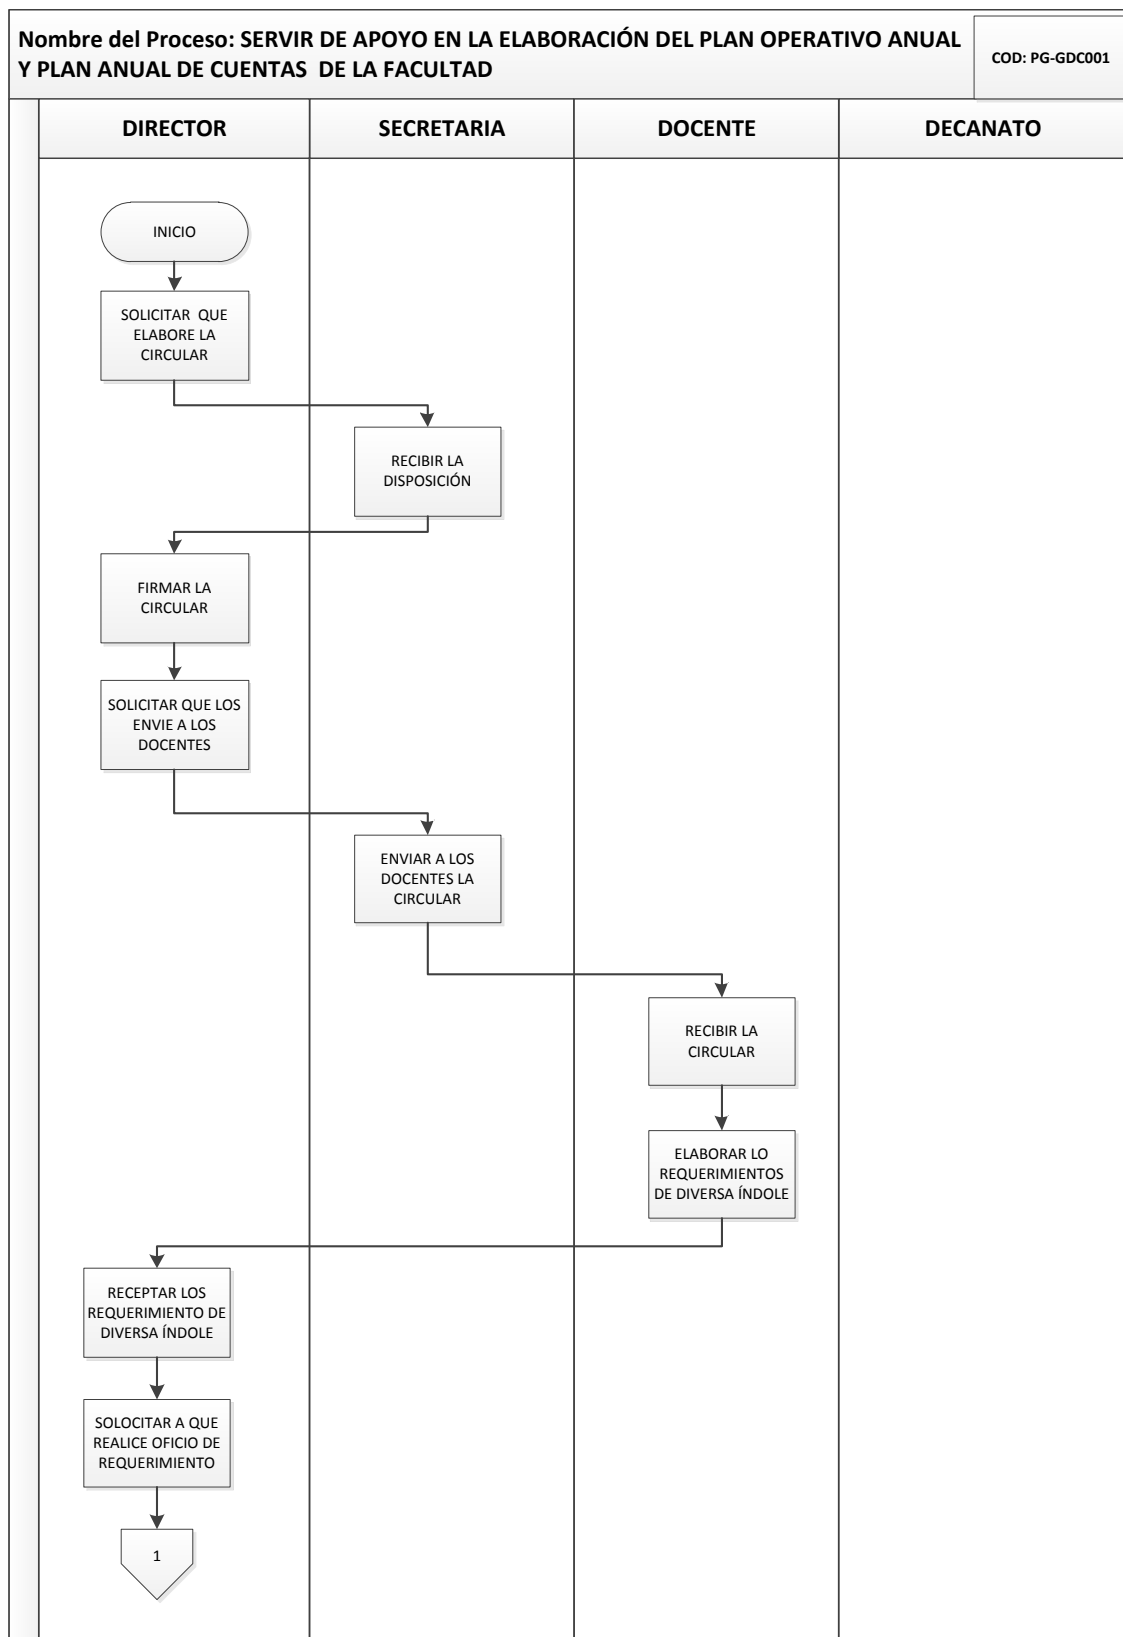 Nombre del Proceso: SERVIR DE APOYO EN LA ELABORACIÓN DEL PLAN OPERATIVO ANUAL
Y PLAN ANUAL DE CUENTAS DE LA FACULTAD
COD: PG-GDC001
DIRECTOR
SECRETARIA
DOCENTE
DECANATO
INICIO
SOLICITAR QUE
ELABORE LA
CIRCULAR
RECIBIR LA
DISPOSICIÓN
FIRMAR LA
CIRCULAR
SOLICITAR QUE LOS
ENVIE A LOS
DOCENTES
ENVIAR A LOS
DOCENTES LA
CIRCULAR
RECIBIR LA
CIRCULAR
ELABORAR LO
REQUERIMIENTOS
DE DIVERSA ÍNDOLE
RECEPTAR LOS
REQUERIMIENTO DE
DIVERSA ÍNDOLE
SOLOCITAR A QUE
REALICE OFICIO DE
REQUERIMIENTO
1